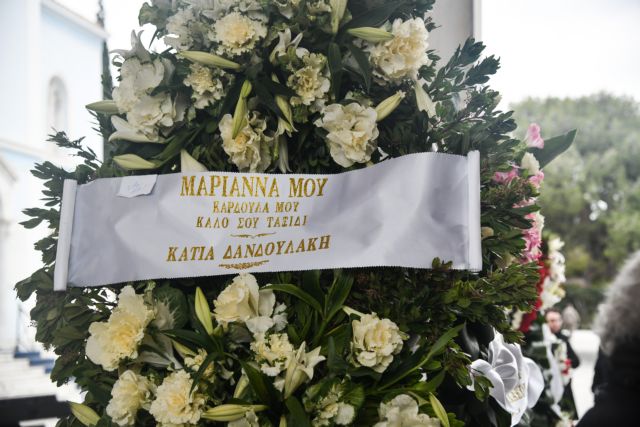 ΜΑΡΙΑΝΝΑ ΜΟΥ
ΚΑΡΔΟΥΛΑ ΜΟΥ
ΚΑΛΟ ΣΟΥ ΤΑΞΙΔΙ
ΚΑΤΙΑ ΔΑΝΔΟΥΛΑΚΗ